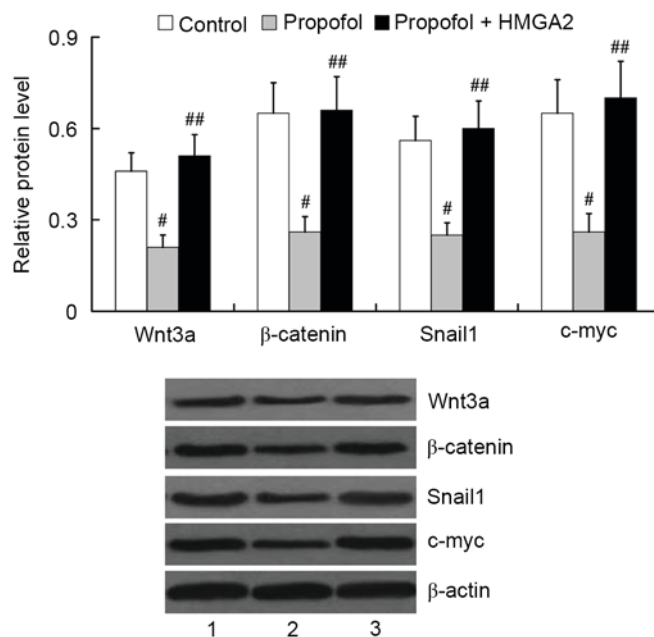 Control Propofol Propofol + HMGA2
0.9
0.6
0.3
0
Relative protein level
# ##
# ##
# ##
# ##
Wnt3a β-catenin Snail1 c-myc
Wnt3a
β-catenin
Snail1
c-myc
β-actin
1 2 3